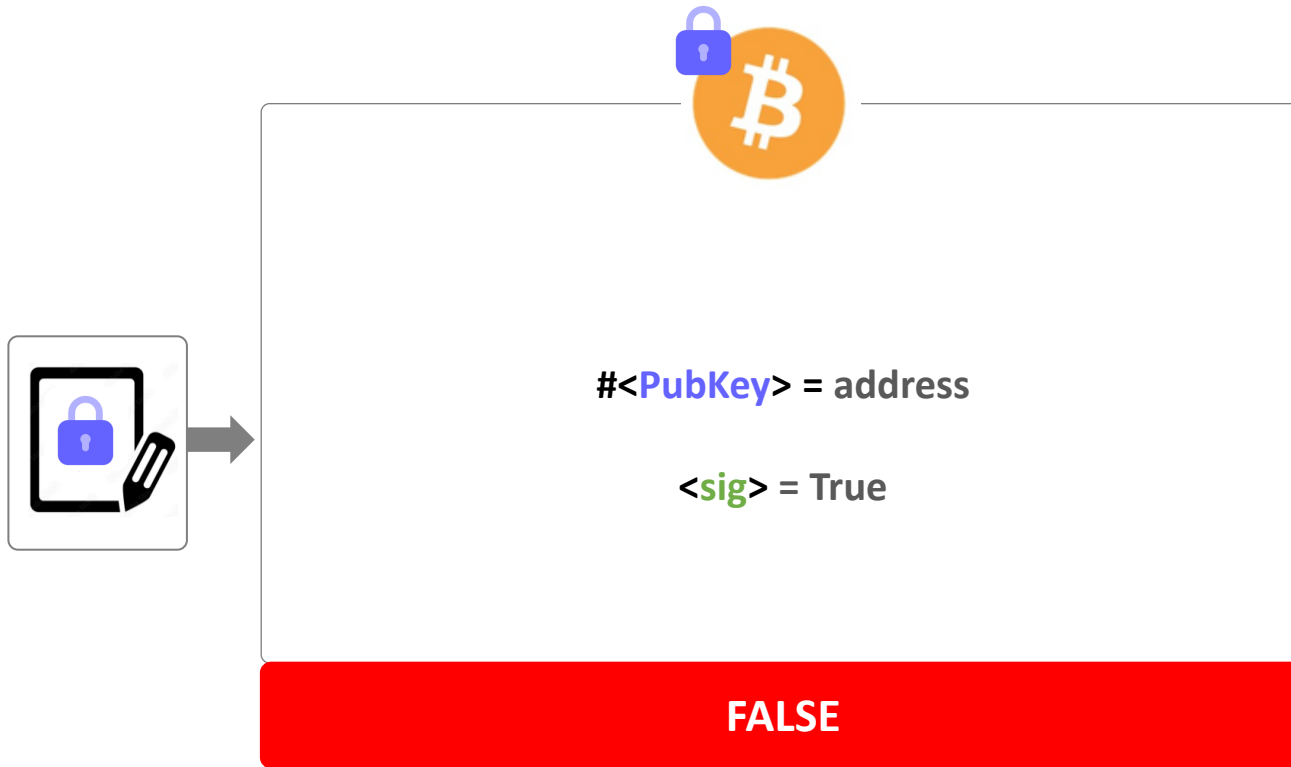 #<PubKey> = address
<sig> = True
FALSE